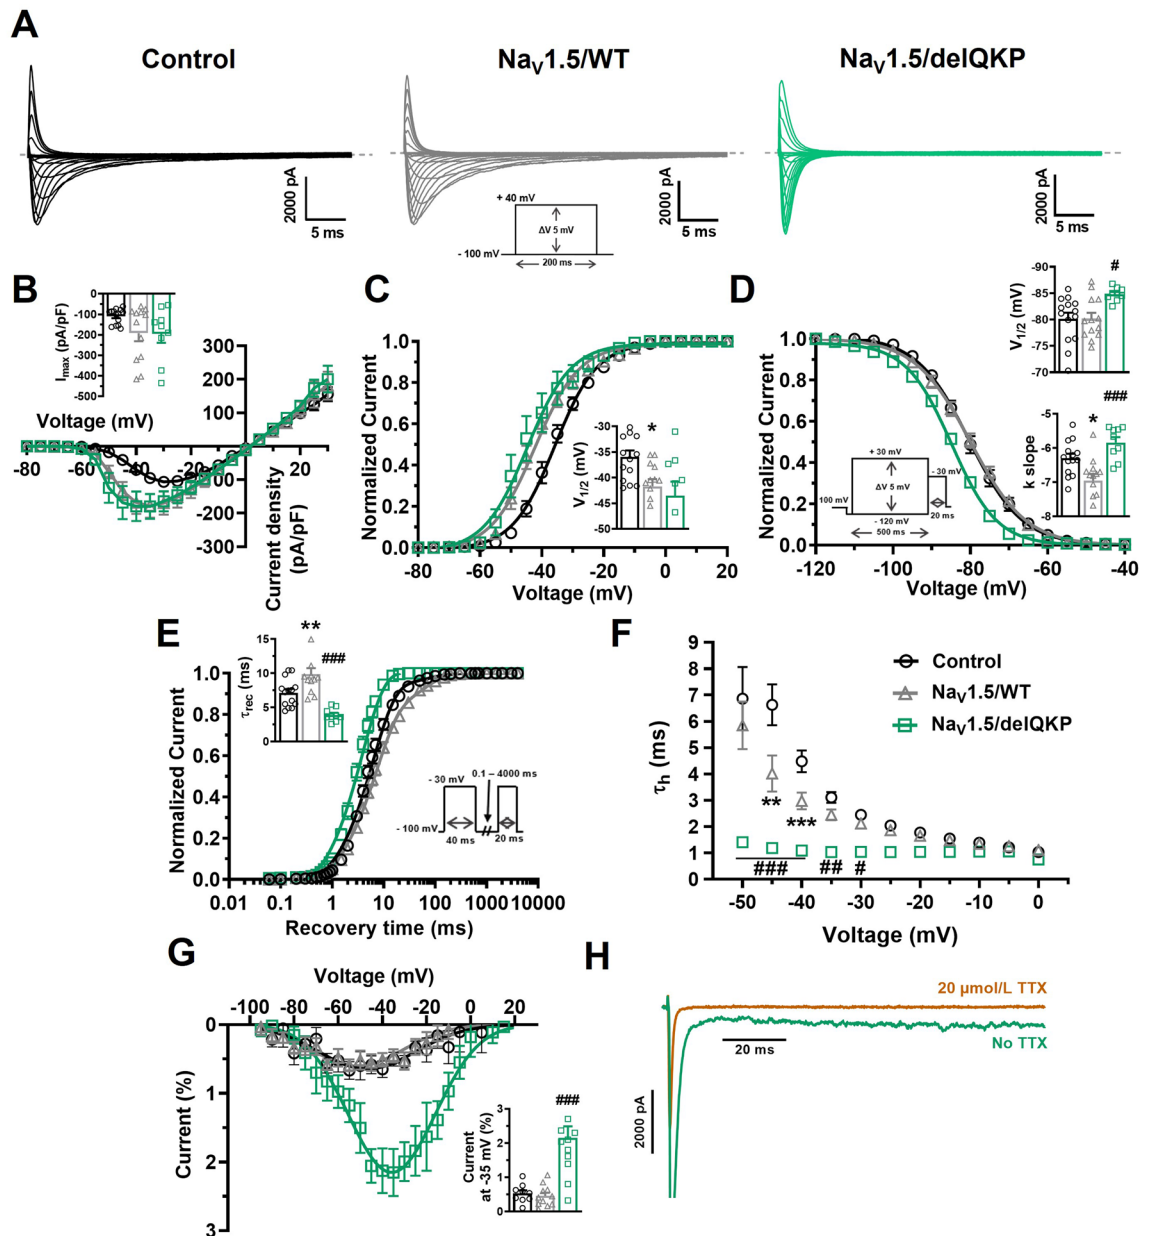 A
Control
NaV1.5/WT
NaV1.5/delQKP
2000 pA
5 ms
2000 pA
5 ms
2000 pA
5 ms
+ 40 mV
ΔV 5 mV
- 100 mV
200 ms
B
0
-100
-200
-300
-400
-500
Imax (pA/pF)
Voltage (mV)
-80
-60
-40
-20
20
300
200
100
-100
-200
-300
Current density
(pA/pF)
C
1.0
0.8
0.6
0.4
0.2
0.0
Normalized Current
-80
-60
-40
-20
0
20
Voltage (mV)
-30
-35
-40
-45
-50
V1/2 (mV)
*
D
1.0
0.8
0.6
0.4
0.2
0.0
Normalized Current
-120
-100
-80
-60
-40
Voltage (mV)
+ 30 mV
- 30 mV
ΔV 5 mV
100 mV
- 120 mV
20 ms
500 ms
-90
-85
-80
-75
-70
V1/2 (mV)
#
-5
-6
-7
-8
k slope
*
###
E
1.0
0.8
0.6
0.4
0.2
0.0
Normalized Current
0.01
0.1
1
10
100
1000
10000
Recovery time (ms)
15
10
5
0
τrec (ms)
**
###
- 30 mV
0.1 – 4000 ms
- 100 mV
40 ms
20 ms
F
9
8
7
6
5
4
3
2
1
0
τh (ms)
-50
-40
-30
-20
-10
0
Voltage (mV)
Control
NaV1.5/WT
NaV1.5/delQKP
**
***
###
##
#
G
Voltage (mV)
-100
-80
-60
-40
-20
0
20
0
1
2
3
Current (%)
3
2
1
0
Current
at -35 mV (%)
###
H
20 µmol/L TTX
No TTX
20 ms
2000 pA